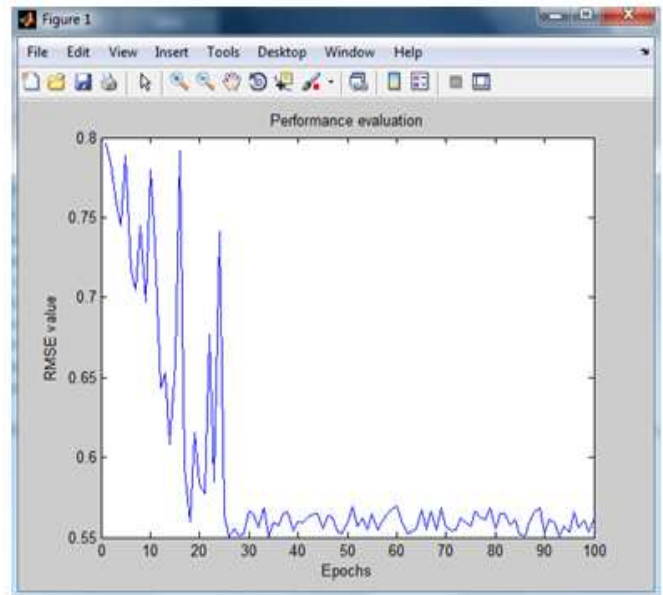 Figure 1
File Edit View Insert Tools Desktop Window Help
Performance evaluation
0.8
0.75
0.7
0.65
0.6
0.55
RMSE value
0 10 20 30 40 50 60 70 80 90 100
Epochs